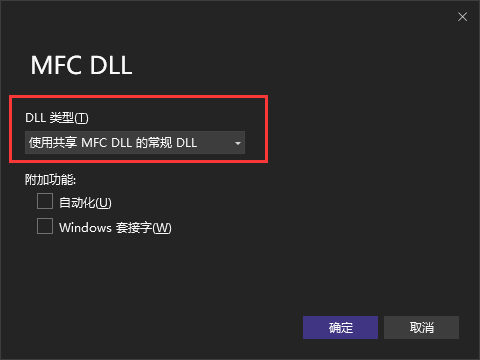 MFC DLL
DLL 类型(T)
使用共享 MFC DLL 的常规 DLL
附加功能:
自动化(U)
Windows 套接字(W)
确定
取消